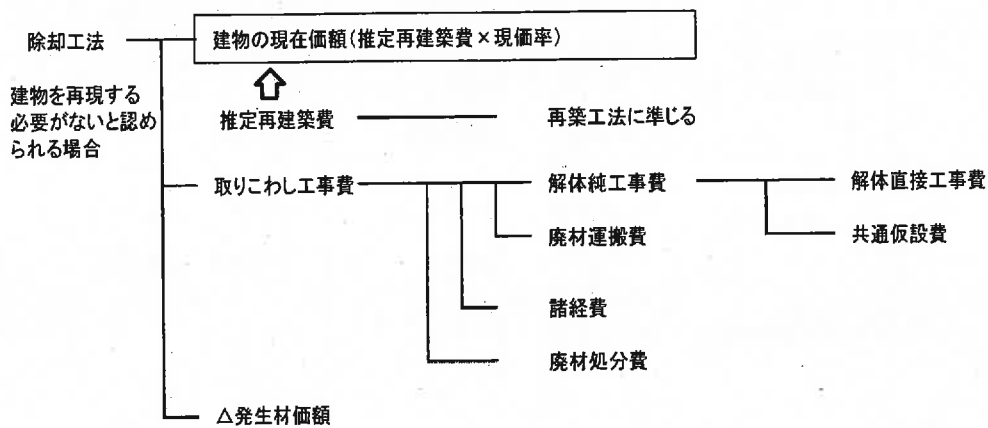 除却工法
建物の現在価額(推定再建築費×現価率)
建物を再現する
必要がないと認め
られる場合
推定再建築費
再築工法に準じる
取りこわし工事費
解体純工事費
解体直接工事費
廃材運搬費
共通仮設費
諸経費
廃材処分費
△発生材価額